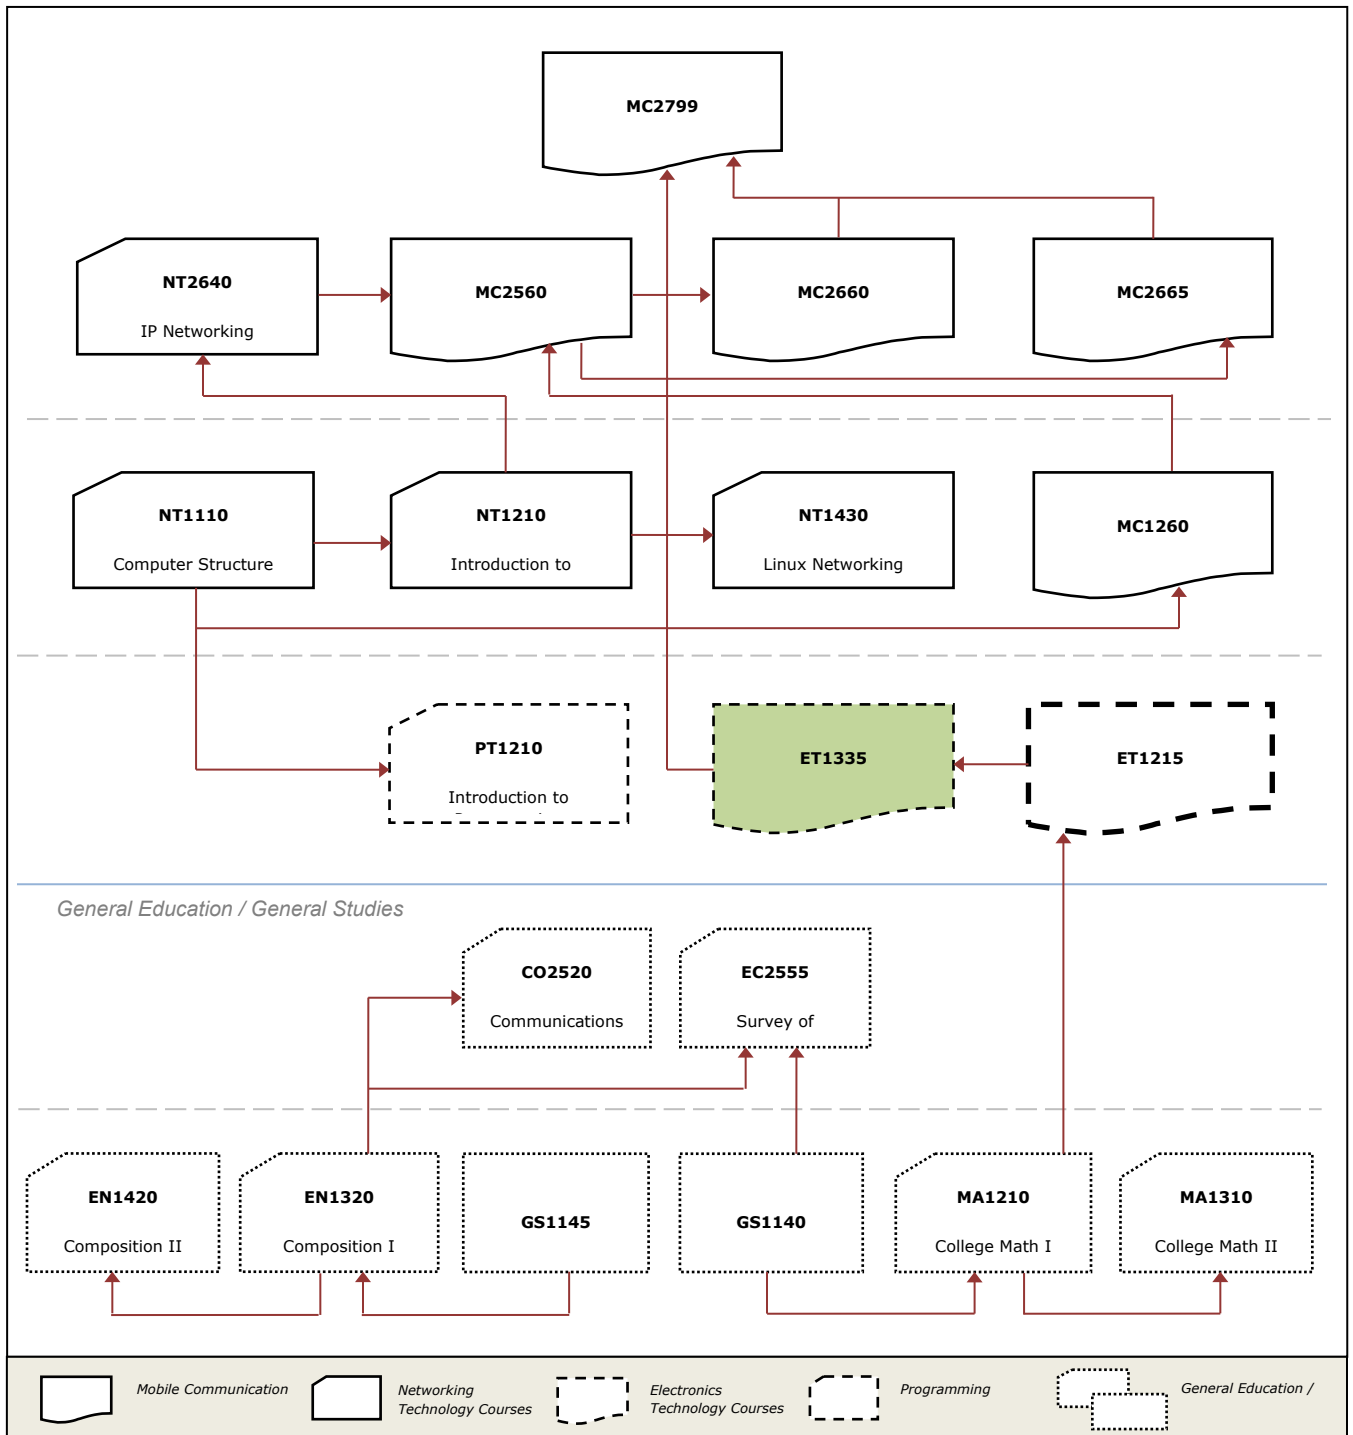 MC2799
NT2640
IP Networking
MC2560
MC2660
MC2665
NT1110
Computer Structure
NT1210
Introduction to
NT1430
Linux Networking
MC1260
PT1210
Introduction to
ET1335
ET1215
General Education / General Studies
CO2520
Communications
EC2555
Survey of
EN1420
Composition II
EN1320
Composition I
GS1145
GS1140
MA1210
College Math I
MA1310
College Math II
Mobile Communication
Networking
Technology Courses
Electronics
Technology Courses
Programming
General Education /